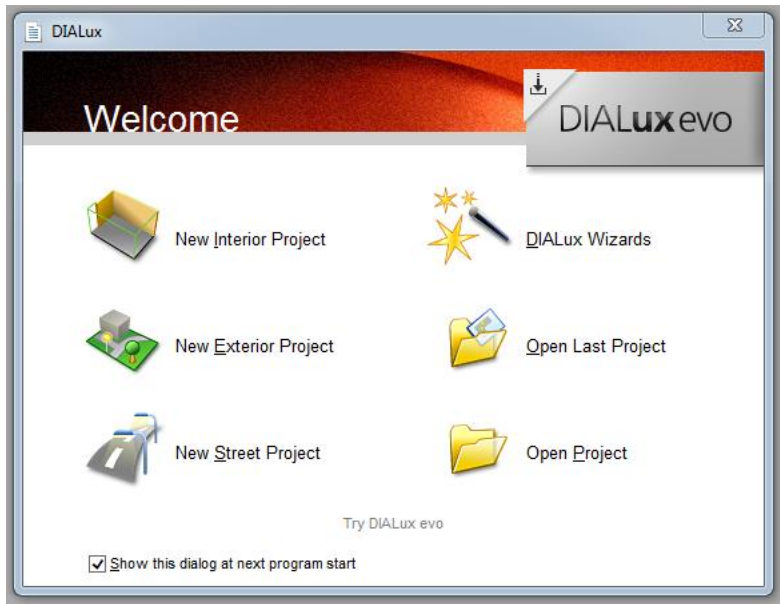 DIALux
Welcome
DIALux evo
New Interior Project
DIALux Wizards
New Exterior Project
Open Last Project
New Street Project
Open Project
Try DIALux evo
Show this dialog at next program start